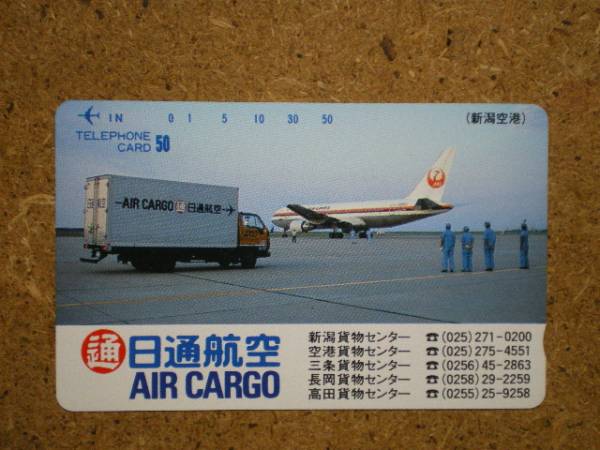 IN 0 1 5 10 30 50
(新潟空港)
TELEPHONE
CARD 50
AIR CARGO 通 日通航空
通 日通航空
AIR CARGO
新潟貨物センター ☎(025)271-0200
空港貨物センター ☎(025)275-4551
三条貨物センター ☎(0256)45-2863
長岡貨物センター ☎(0258)29-2259
高田貨物センター ☎(0255)25-9258